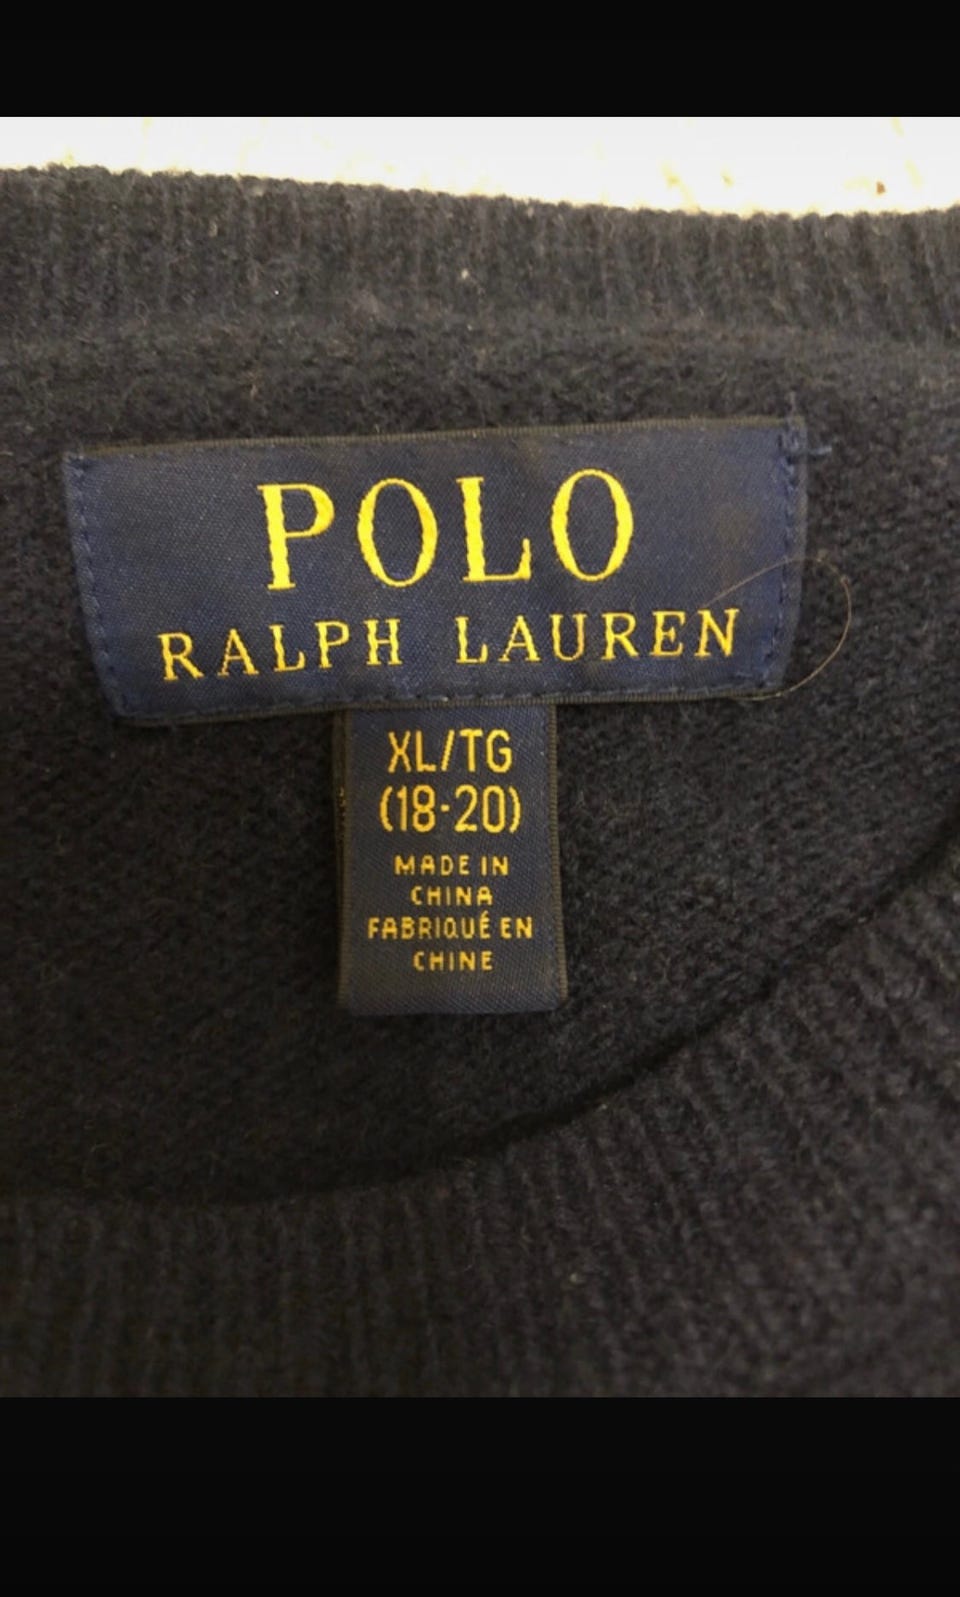 POLO
RALPH LAUREN
XL/TG
(18-20)
MADE IN
CHINA
FABRIQUÉ EN
CHINE